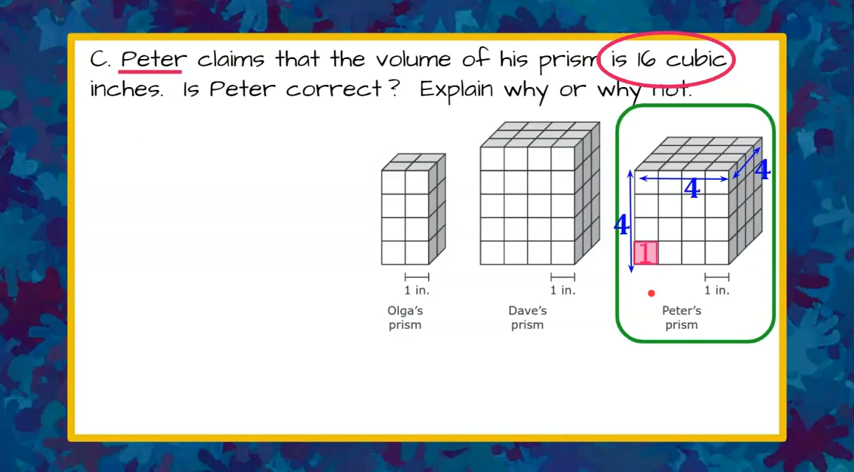 C. Peter claims that the volume of his prism is 16 cubic
inches. Is Peter correct? Explain why or why not.
4
4
4
1
1 in.
1 in.
1 in.
Olga's
prism
Dave's
prism
Peter's
prism